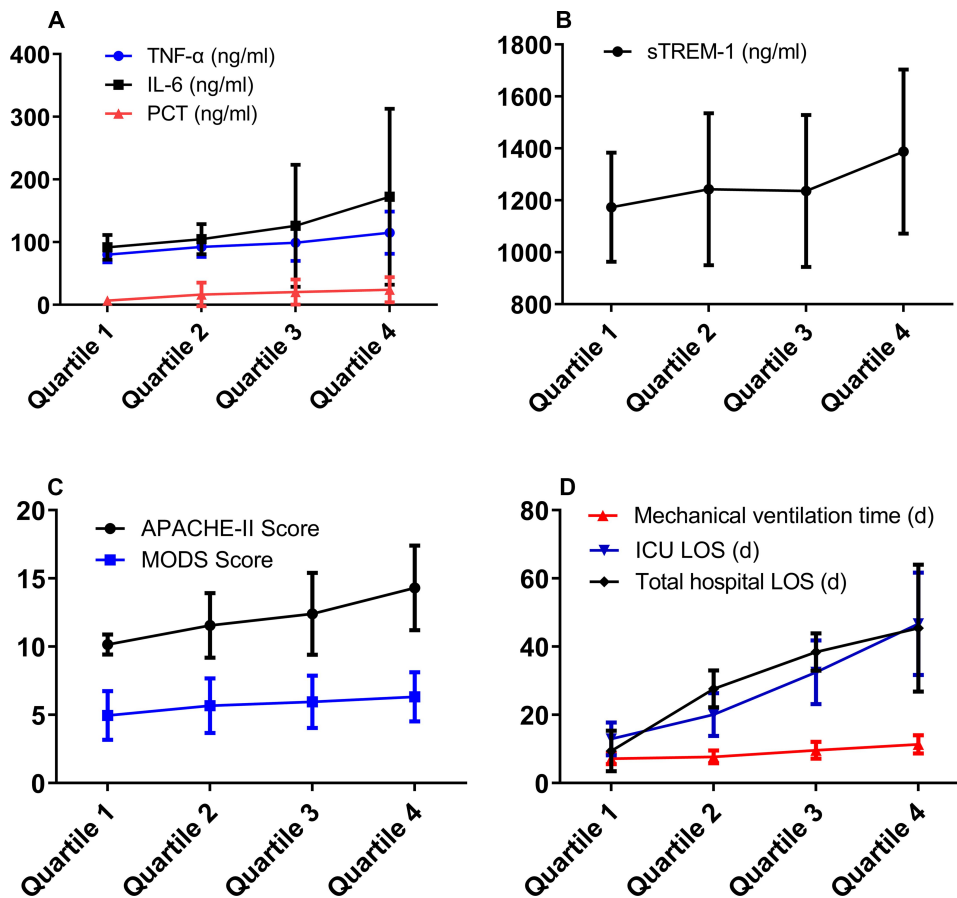 A
TNF-α (ng/ml)
IL-6 (ng/ml)
PCT (ng/ml)
400
300
200
100
0
Quartile 1
Quartile 2
Quartile 3
Quartile 4
B
sTREM-1 (ng/ml)
1800
1600
1400
1200
1000
800
Quartile 1
Quartile 2
Quartile 3
Quartile 4
C
APACHE-II Score
MODS Score
20
15
10
5
0
Quartile 1
Quartile 2
Quartile 3
Quartile 4
D
Mechanical ventilation time (d)
ICU LOS (d)
Total hospital LOS (d)
80
60
40
20
0
Quartile 1
Quartile 2
Quartile 3
Quartile 4